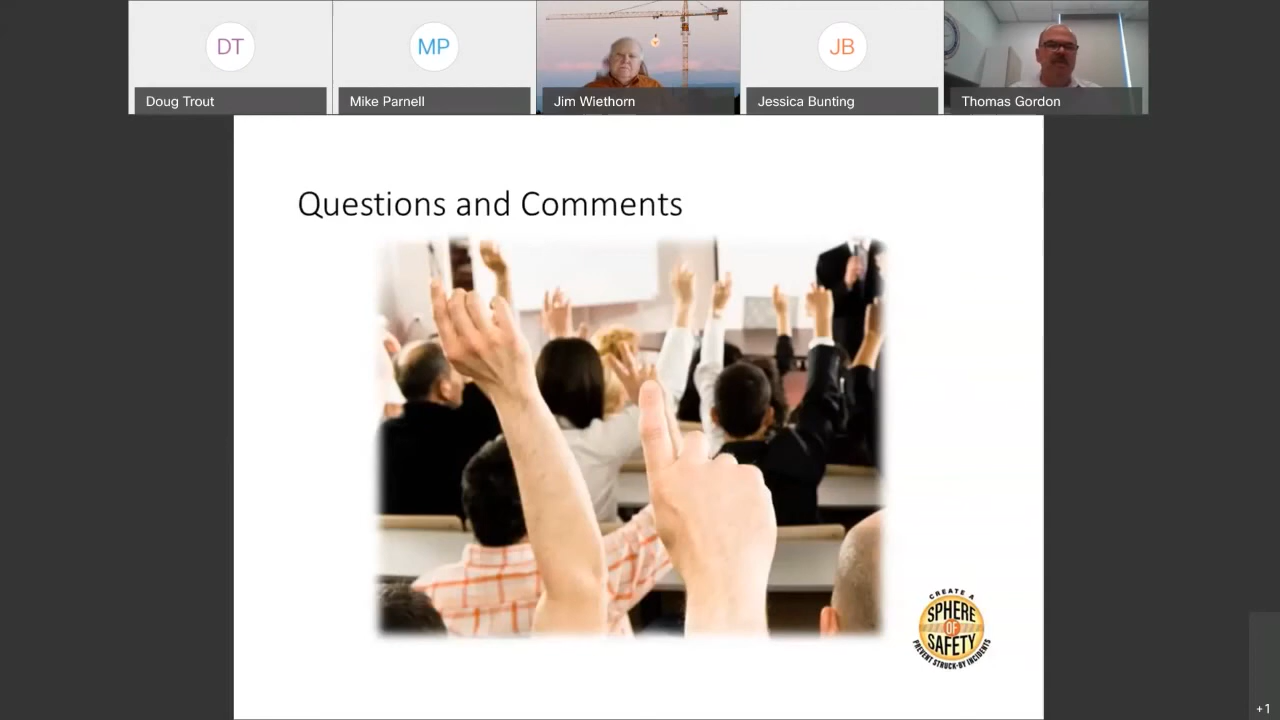 DT
MP
JB
Doug Trout
Mike Parnell
Jim Wiethorn
Jessica Bunting
Thomas Gordon
Questions and Comments
CREATE A
SPHERE
OF
SAFETY
PREVENT STRUCK-BY INCIDENTS
+1